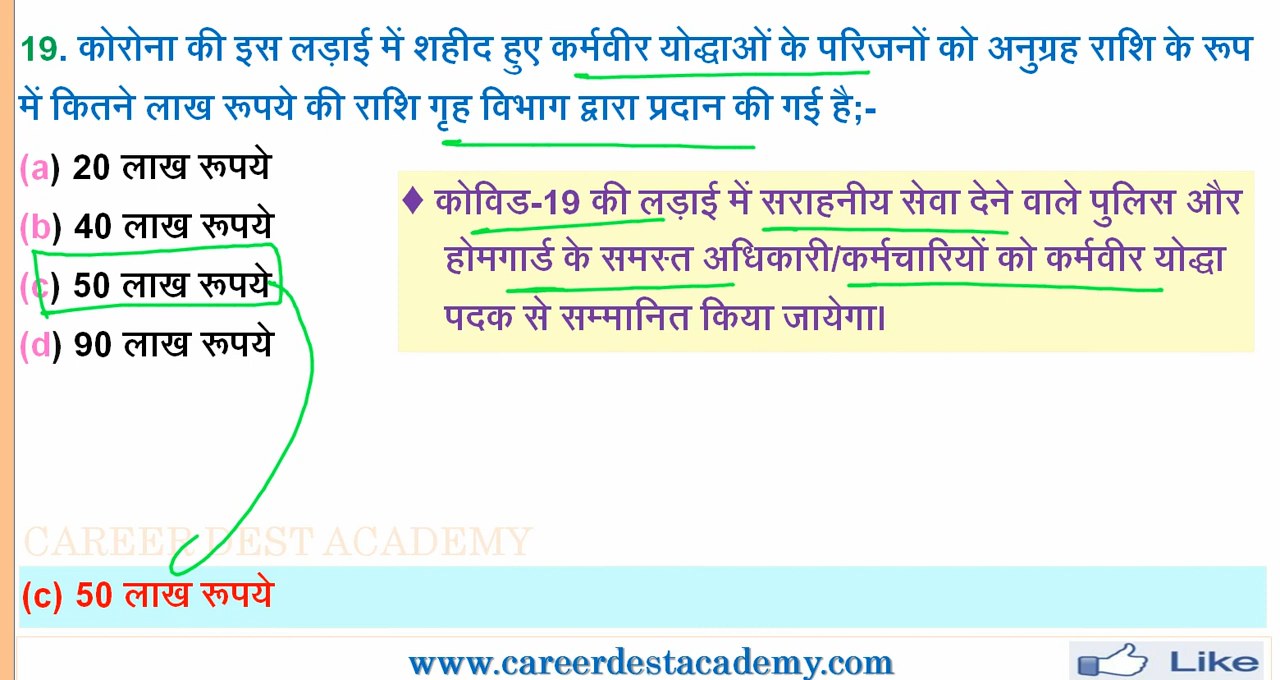 19. कोरोना की इस लड़ाई में शहीद हुए कर्मवीर योद्धाओं के परिजनों को अनुग्रह राशि के रूप
में कितने लाख रूपये की राशि गृह विभाग द्वारा प्रदान की गई है;-
(a) 20 लाख रूपये
(b) 40 लाख रूपये
(c) 50 लाख रूपये
(d) 90 लाख रूपये
♦ कोविड-19 की लड़ाई में सराहनीय सेवा देने वाले पुलिस और
होमगार्ड के समस्त अधिकारी/कर्मचारियों को कर्मवीर योद्धा
पदक से सम्मानित किया जायेगा।
CAREER DEST ACADEMY
(c) 50 लाख रूपये
www.careerdestacademy.com
Like